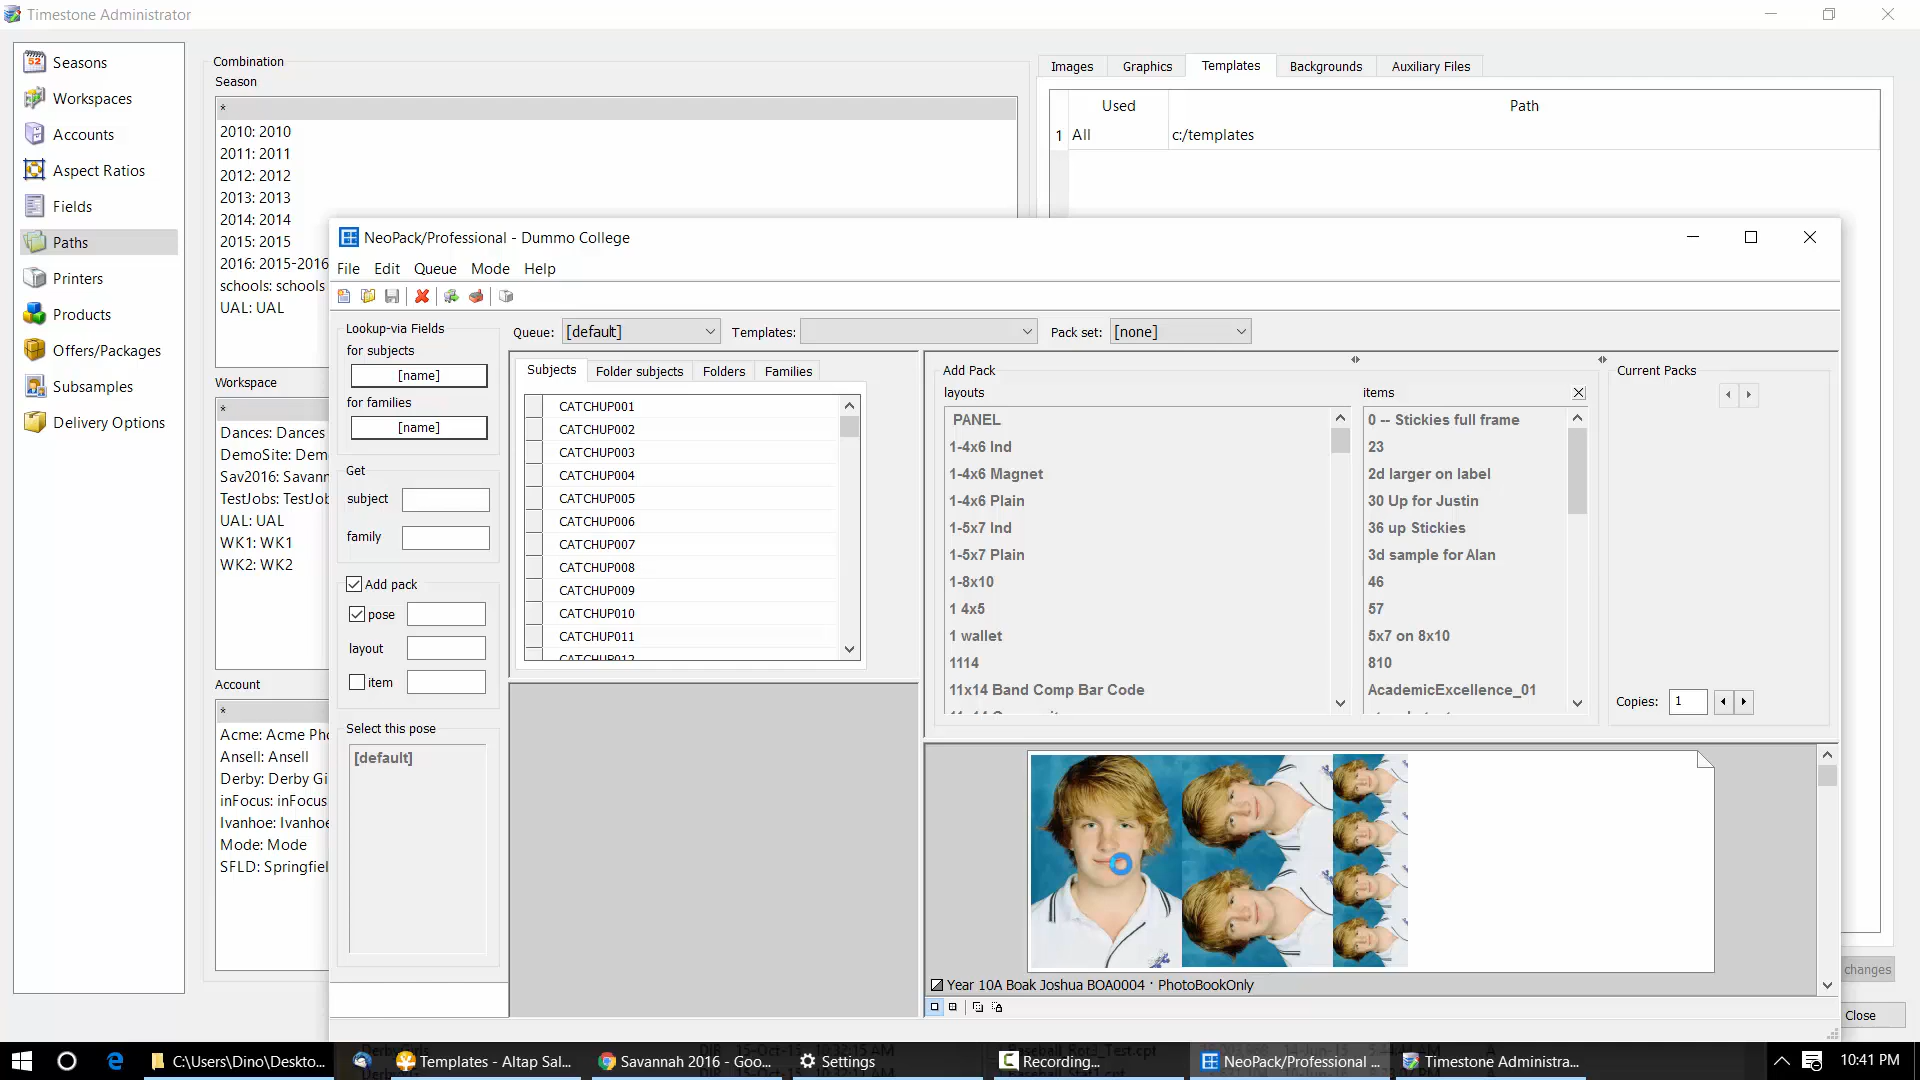 Timestone Administrator
Seasons
Workspaces
Accounts
Aspect Ratios
Fields
Paths
Printers
Products
Offers/Packages
Subsamples
Delivery Options
Combination
Season
*
2010: 2010
2011: 2011
2012: 2012
2013: 2013
2014: 2014
2015: 2015
2016: 2015-2016
schools: schools
UAL: UAL
Workspace
*
Dances: Dances
DemoSite: Dem
Sav2016: Savann
TestJobs: TestJob
UAL: UAL
WK1: WK1
WK2: WK2
Account
*
Acme: Acme Pho
Ansell: Ansell
Derby: Derby Gi
inFocus: inFocus
Ivanhoe: Ivanhoe
Mode: Mode
SFLD: Springfiel
Images Graphics Templates Backgrounds Auxiliary Files
Used Path
1 All c:/templates
changes
Close
NeoPack/Professional - Dummo College
File Edit Queue Mode Help
Lookup-via Fields
for subjects
[name]
for families
[name]
Get
subject
family
Add pack
pose
layout
item
Select this pose
[default]
Queue: [default] Templates: Pack set: [none]
Subjects Folder subjects Folders Families
CATCHUP001
CATCHUP002
CATCHUP003
CATCHUP004
CATCHUP005
CATCHUP006
CATCHUP007
CATCHUP008
CATCHUP009
CATCHUP010
CATCHUP011
CATCHUP012
Add Pack
layouts
PANEL
1-4x6 Ind
1-4x6 Magnet
1-4x6 Plain
1-5x7 Ind
1-5x7 Plain
1-8x10
1 4x5
1 wallet
1114
11x14 Band Comp Bar Code
items
0 -- Stickies full frame
23
2d larger on label
30 Up for Justin
36 up Stickies
3d sample for Alan
46
57
5x7 on 8x10
810
AcademicExcellence_01
Current Packs
Copies: 1
Year 10A Boak Joshua BOA0004 · PhotoBookOnly
C:\Users\Dino\Deskto...
Templates - Altap Sal...
Savannah 2016 - Goo...
Settings
Recording...
NeoPack/Professional ...
Timestone Administra...
10:41 PM